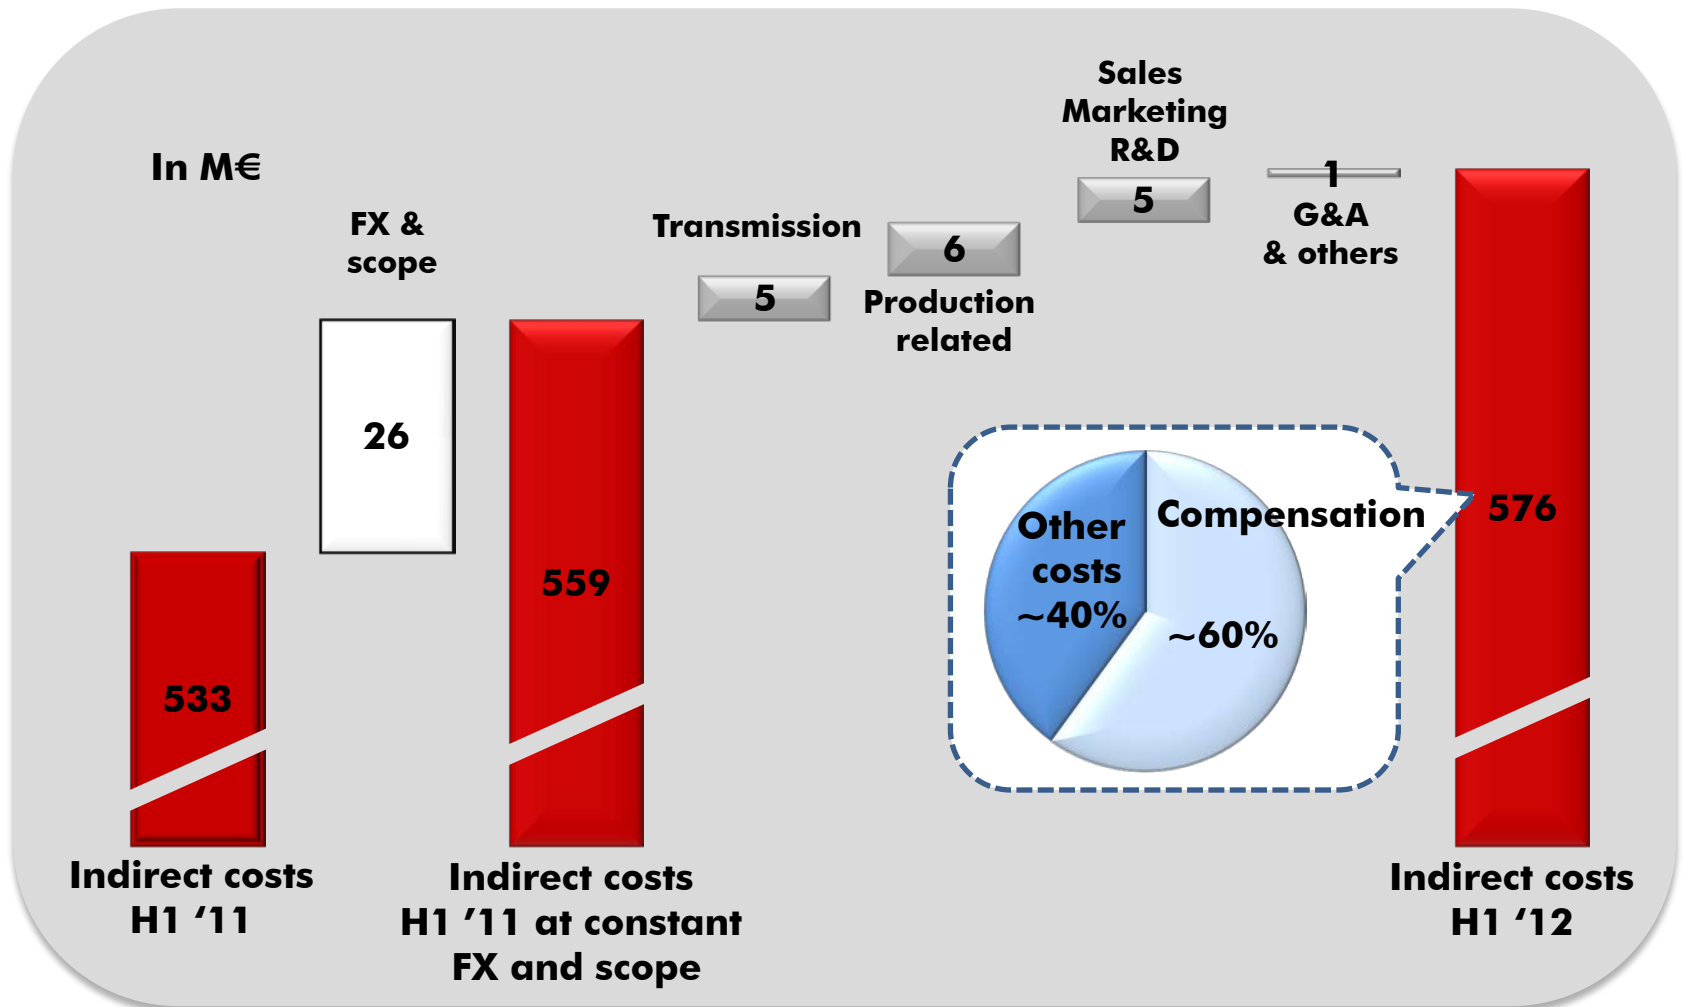 In M€
533
Indirect costs
H1 ‘11
FX &
scope
26
559
Indirect costs
H1 ’11 at constant
FX and scope
Transmission
5
6
Production
related
Sales
Marketing
R&D
5
1
G&A
& others
Other
costs
~40%
Compensation
~60%
576
Indirect costs
H1 ‘12